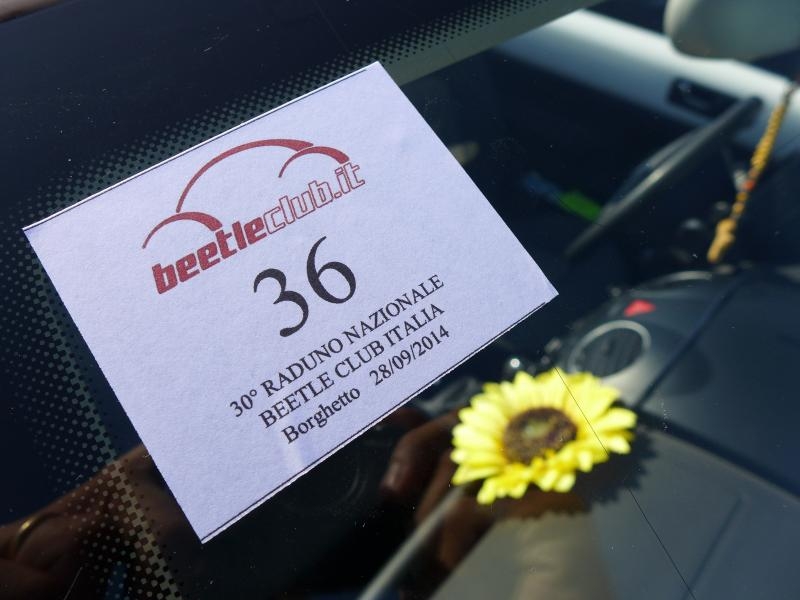 beetleclub.it
36
30° RADUNO NAZIONALE
BEETLE CLUB ITALIA
Borghetto 28/09/2014